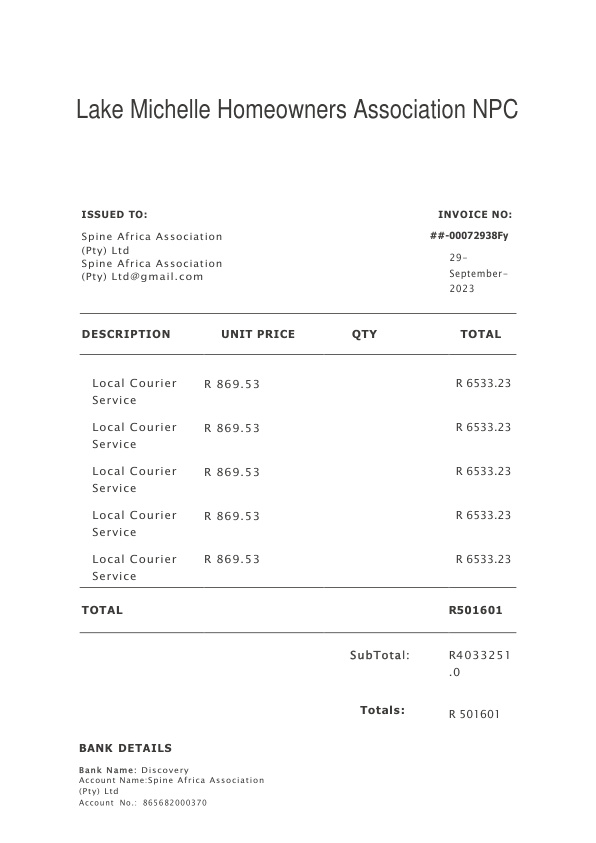 Lake Michelle Homeowners Association NPC
ISSUED TO:
INVOICE NO:
Spine Africa Association
(Pty) Ltd
Spine Africa Association
(Pty) Ltd@gmail.com
##-00072938Fy
29-
September-
2023
DESCRIPTION UNIT PRICE QTY TOTAL
Local Courier
Service
R 869.53 R 6533.23
Local Courier
Service
R 869.53 R 6533.23
Local Courier
Service
R 869.53 R 6533.23
Local Courier
Service
R 869.53 R 6533.23
Local Courier
Service
R 869.53 R 6533.23
TOTAL R501601
SubTotal: R4033251
.0
Totals: R 501601
BANK DETAILS
Bank Name: Discovery
Account Name:Spine Africa Association
(Pty) Ltd
Account No.: 865682000370